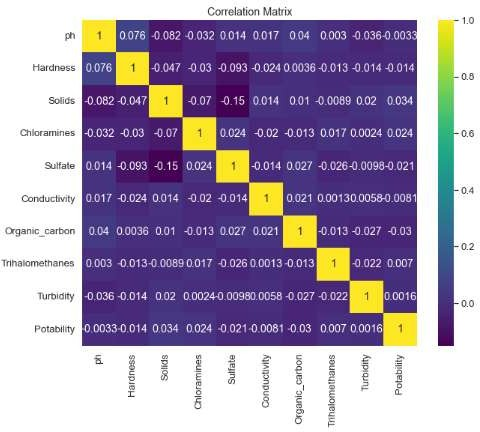 Correlation Matrix
ph 1 0.076 -0.082 -0.032 0.014 0.017 0.04 0.003 -0.036 -0.0033
Hardness 0.076 1 -0.047 -0.03 -0.093 -0.024 0.0036 -0.013 -0.014 -0.014
Solids -0.082 -0.047 1 -0.07 -0.15 0.014 0.01 -0.0089 0.02 0.034
Chloramines -0.032 -0.03 -0.07 1 0.024 -0.02 -0.013 0.017 0.0024 0.024
Sulfate 0.014 -0.093 -0.15 0.024 1 -0.014 0.027 -0.026 -0.0098 -0.021
Conductivity 0.017 -0.024 0.014 -0.02 -0.014 1 0.021 0.0013 0.0058 -0.0081
Organic_carbon 0.04 0.0036 0.01 -0.013 0.027 0.021 1 -0.013 -0.027 -0.03
Trihalomethanes 0.003 -0.013 -0.0089 0.017 -0.026 0.0013 -0.013 1 -0.022 0.007
Turbidity -0.036 -0.014 0.02 0.0024 -0.0098 0.0058 -0.027 -0.022 1 0.0016
Potability -0.0033 -0.014 0.034 0.024 -0.021 -0.0081 -0.03 0.007 0.0016 1
ph Hardness Solids Chloramines Sulfate Conductivity Organic_carbon Trihalomethanes Turbidity Potability
1.0
0.8
0.6
0.4
0.2
0.0